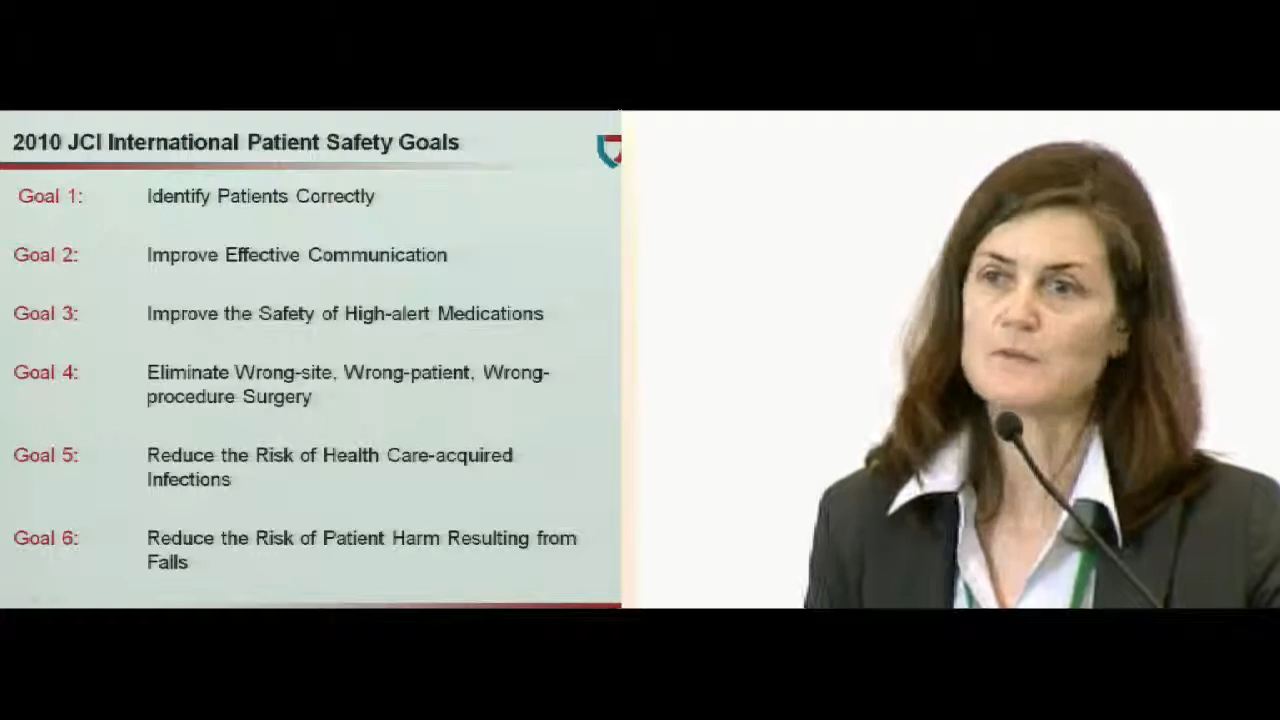 2010 JCI International Patient Safety Goals
Goal 1: Identify Patients Correctly
Goal 2: Improve Effective Communication
Goal 3: Improve the Safety of High-alert Medications
Goal 4: Eliminate Wrong-site, Wrong-patient, Wrong-
procedure Surgery
Goal 5: Reduce the Risk of Health Care-acquired
Infections
Goal 6: Reduce the Risk of Patient Harm Resulting from
Falls